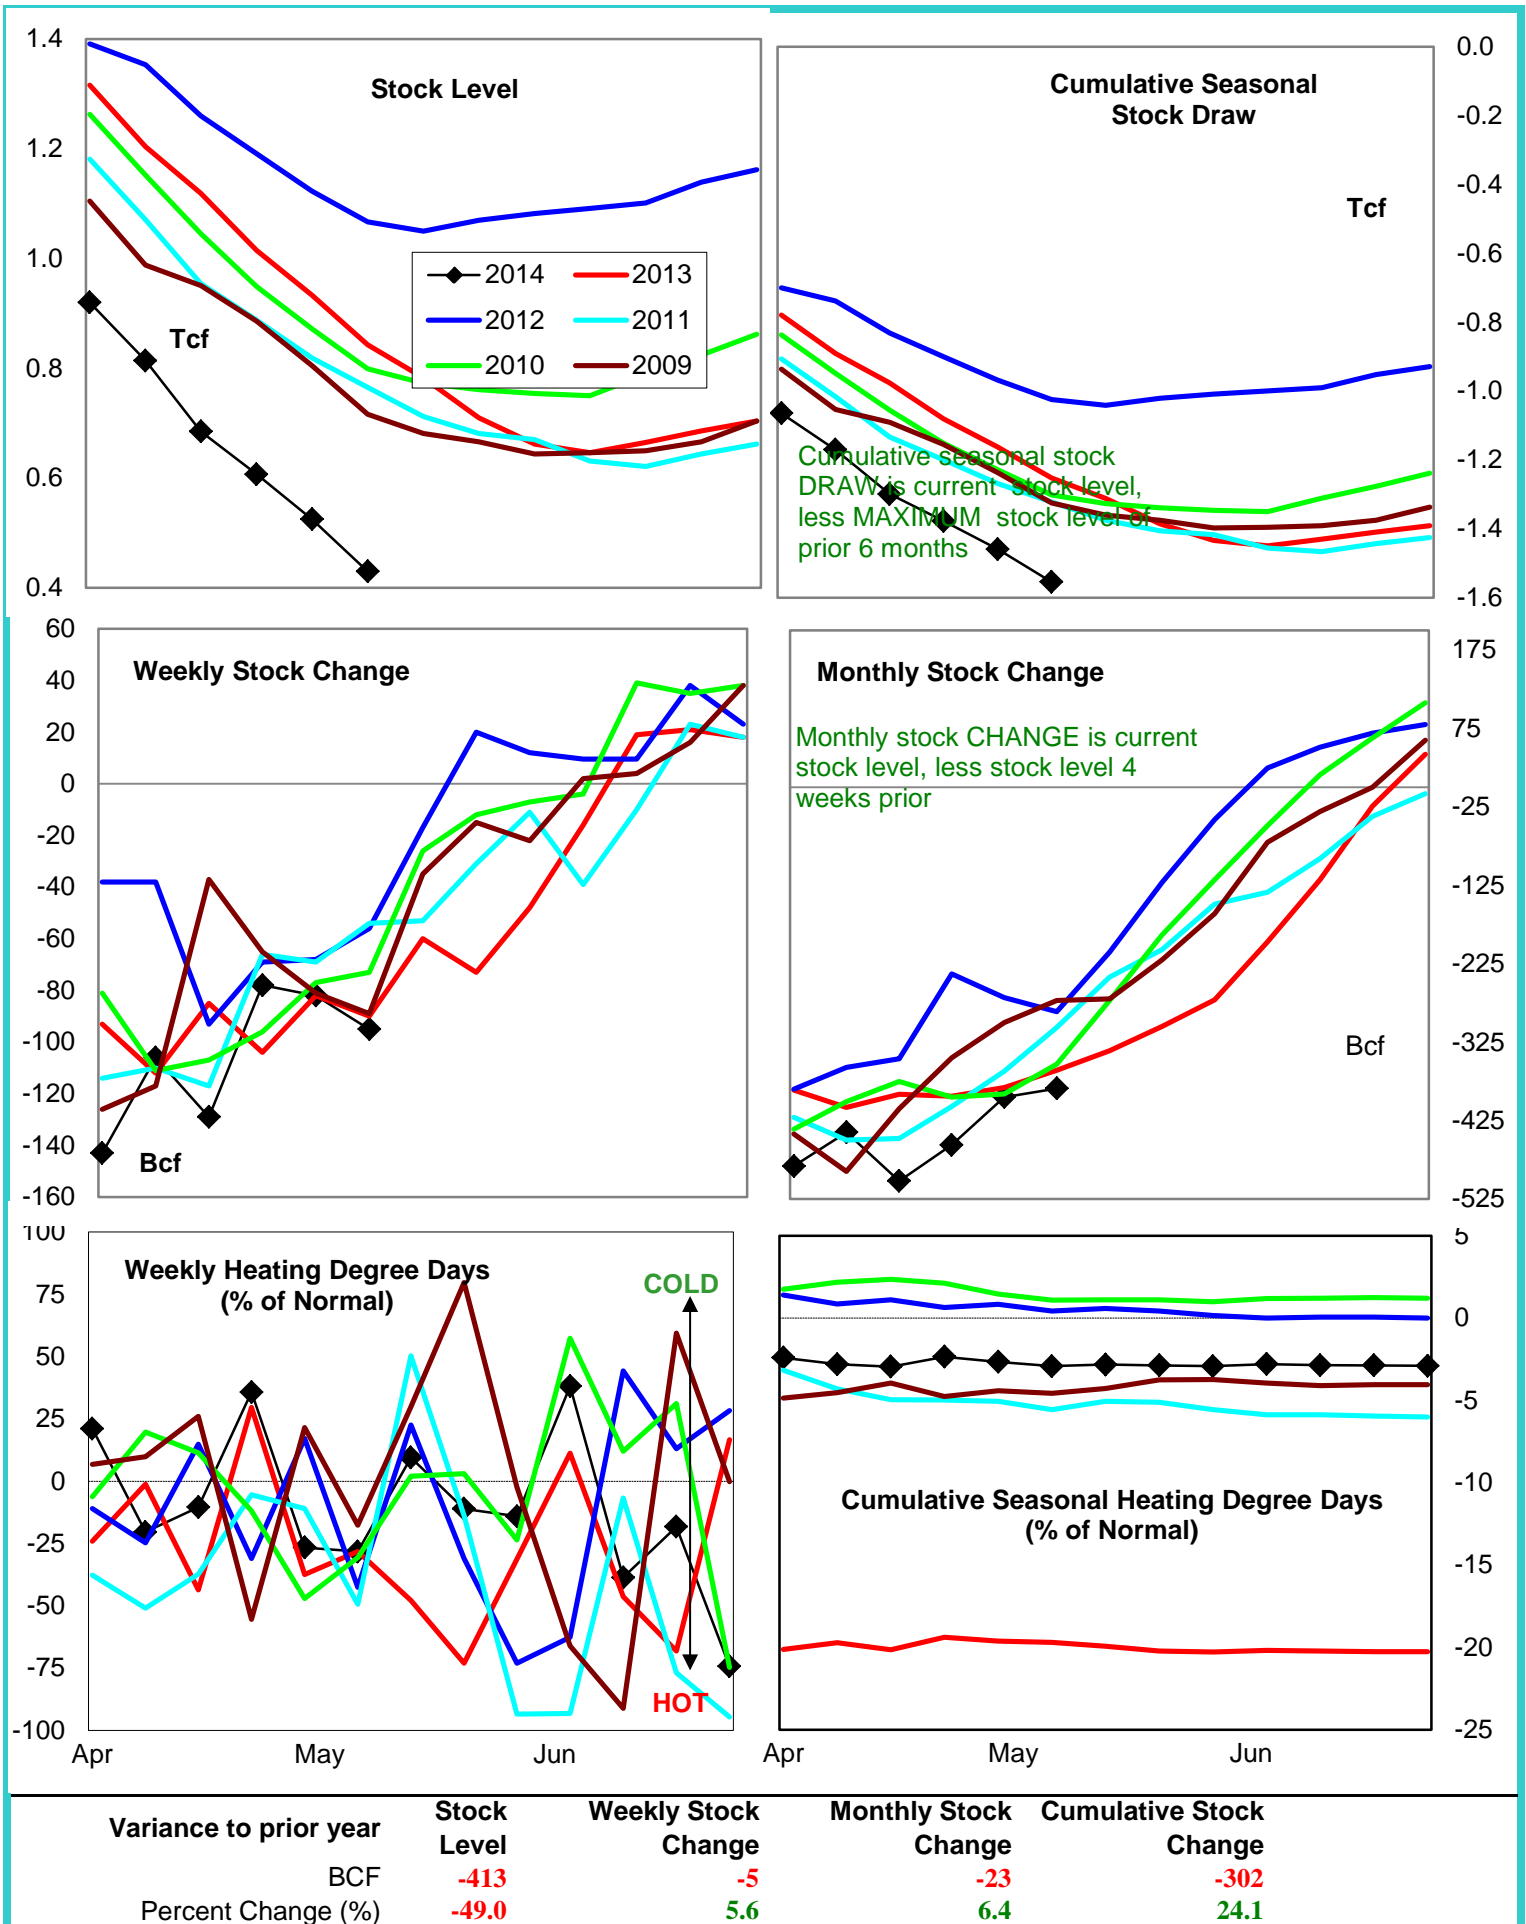 Stock Level
1.4
1.2
1.0
0.8
0.6
0.4
Tcf
2014
2013
2012
2011
2010
2009
Cumulative Seasonal
Stock Draw
Tcf
0.0
-0.2
-0.4
-0.6
-0.8
-1.0
-1.2
-1.4
-1.6
Cumulative seasonal stock
DRAW is current stock level,
less MAXIMUM stock level of
prior 6 months
Weekly Stock Change
60
40
20
0
-20
-40
-60
-80
-100
-120
-140
-160
Bcf
Monthly Stock Change
Monthly stock CHANGE is current
stock level, less stock level 4
weeks prior
175
75
-25
-125
-225
-325
-425
-525
Bcf
Weekly Heating Degree Days
(% of Normal)
100
75
50
25
0
-25
-50
-75
-100
COLD
HOT
Apr
May
Jun
5
0
-5
-10
-15
-20
-25
Cumulative Seasonal Heating Degree Days
(% of Normal)
Apr
May
Jun
Variance to prior year
Stock
Level
Weekly Stock
Change
Monthly Stock
Change
Cumulative Stock
Change
BCF -413 -5 -23 -302
Percent Change (%) -49.0 5.6 6.4 24.1